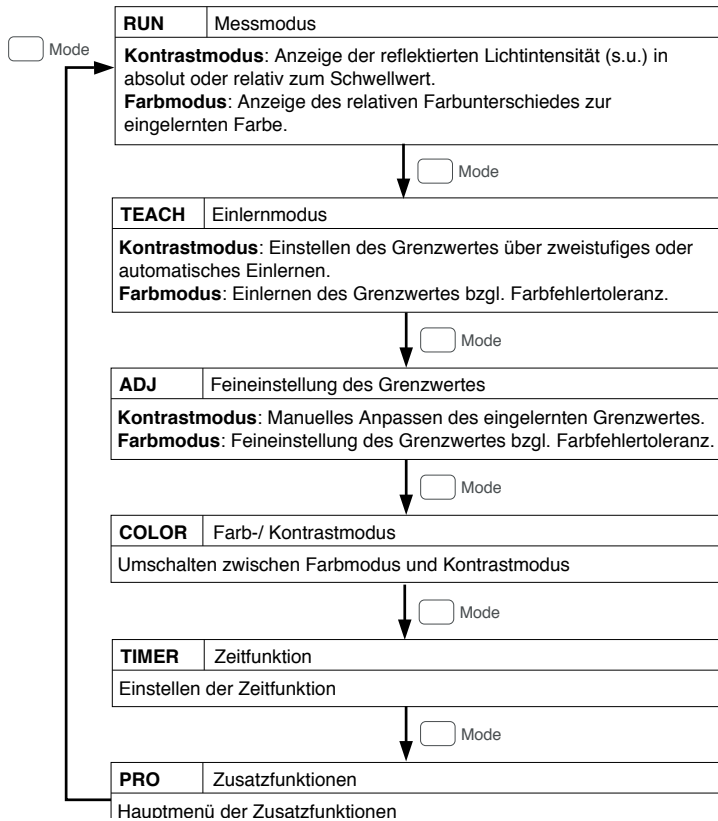 RUN Messmodus
Mode
Kontrastmodus: Anzeige der reflektierten Lichtintensität (s.u.) in
absolut oder relativ zum Schwellwert.
Farbmodus: Anzeige des relativen Farbunterschiedes zur
eingelernten Farbe.
Mode
TEACH Einlernmodus
Kontrastmodus: Einstellen des Grenzwertes über zweistufiges oder
automatisches Einlernen.
Farbmodus: Einlernen des Grenzwertes bzgl. Farbfehlertoleranz.
Mode
ADJ Feineinstellung des Grenzwertes
Kontrastmodus: Manuelles Anpassen des eingelernten Grenzwertes.
Farbmodus: Feineinstellung des Grenzwertes bzgl. Farbfehlertoleranz.
Mode
COLOR Farb-/ Kontrastmodus
Umschalten zwischen Farbmodus und Kontrastmodus
Mode
TIMER Zeitfunktion
Einstellen der Zeitfunktion
Mode
PRO Zusatzfunktionen
Hauptmenü der Zusatzfunktionen